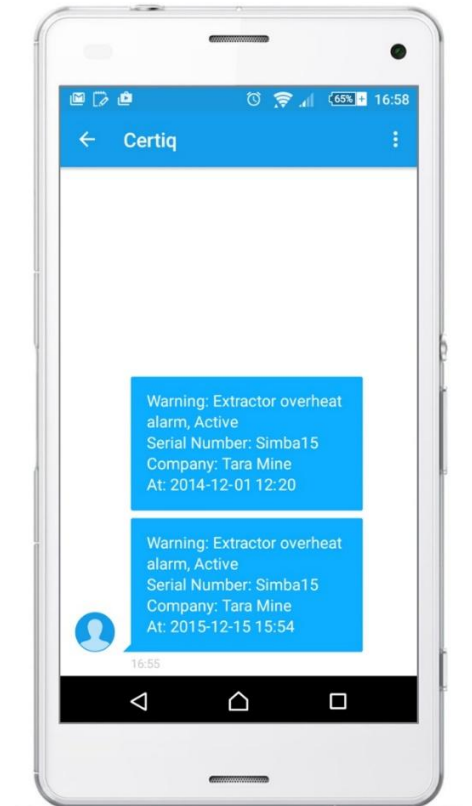 65% 16:58
Certiq
Warning: Extractor overheat
alarm, Active
Serial Number: Simba15
Company: Tara Mine
At: 2014-12-01 12:20
Warning: Extractor overheat
alarm, Active
Serial Number: Simba15
Company: Tara Mine
At: 2015-12-15 15:54
16:55